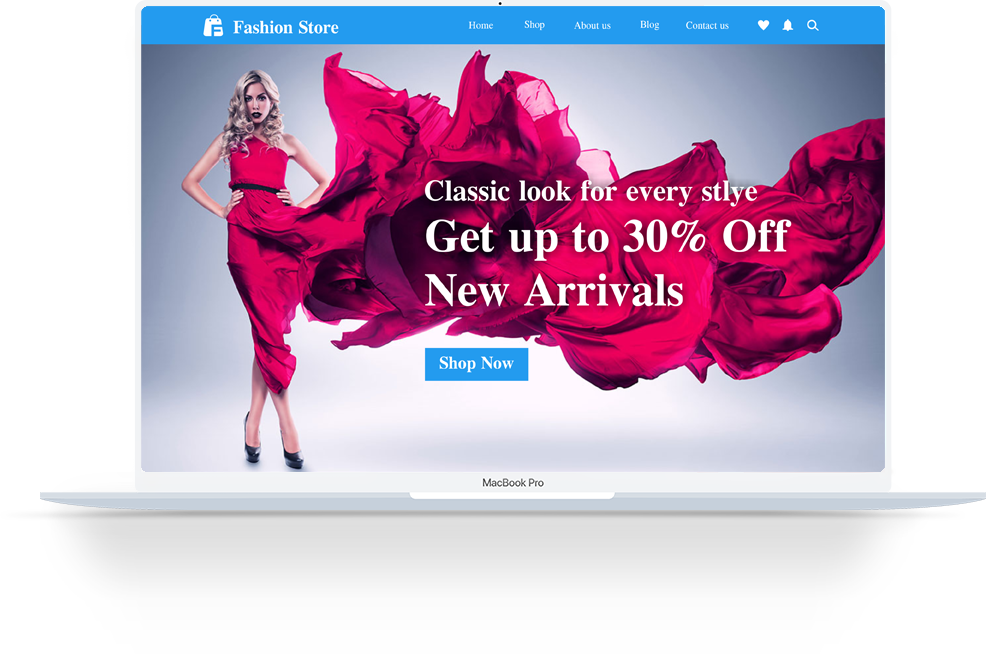 Fashion Store
Home Shop About us Blog Contact us
Classic look for every stlye
Get up to 30% Off
New Arrivals
Shop Now
MacBook Pro